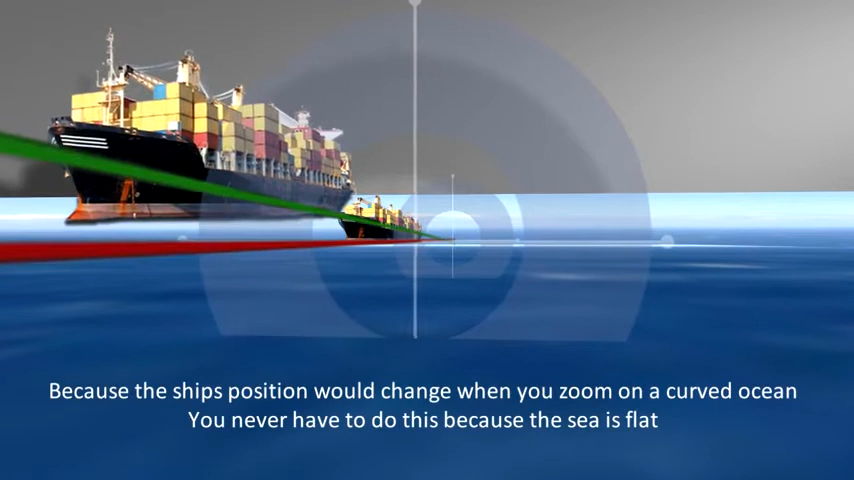 Because the ships position would change when you zoom on a curved ocean
You never have to do this because the sea is flat